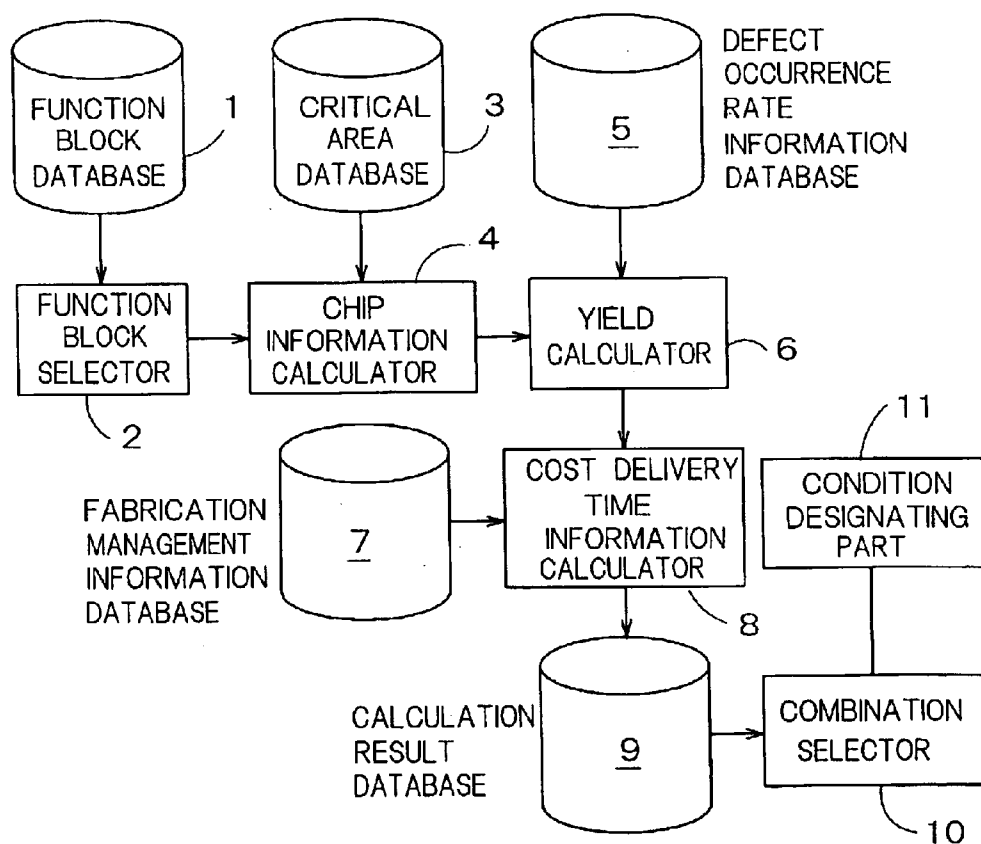 FUNCTION
BLOCK
DATABASE
1
CRITICAL
AREA
DATABASE
3
5
DEFECT
OCCURRENCE
RATE
INFORMATION
DATABASE
FUNCTION
BLOCK
SELECTOR
2
CHIP
INFORMATION
CALCULATOR
4
YIELD
CALCULATOR
6
FABRICATION
MANAGEMENT
INFORMATION
DATABASE
7
COST DELIVERY
TIME
INFORMATION
CALCULATOR
8
11
CONDITION
DESIGNATING
PART
CALCULATION
RESULT
DATABASE
9
COMBINATION
SELECTOR
10